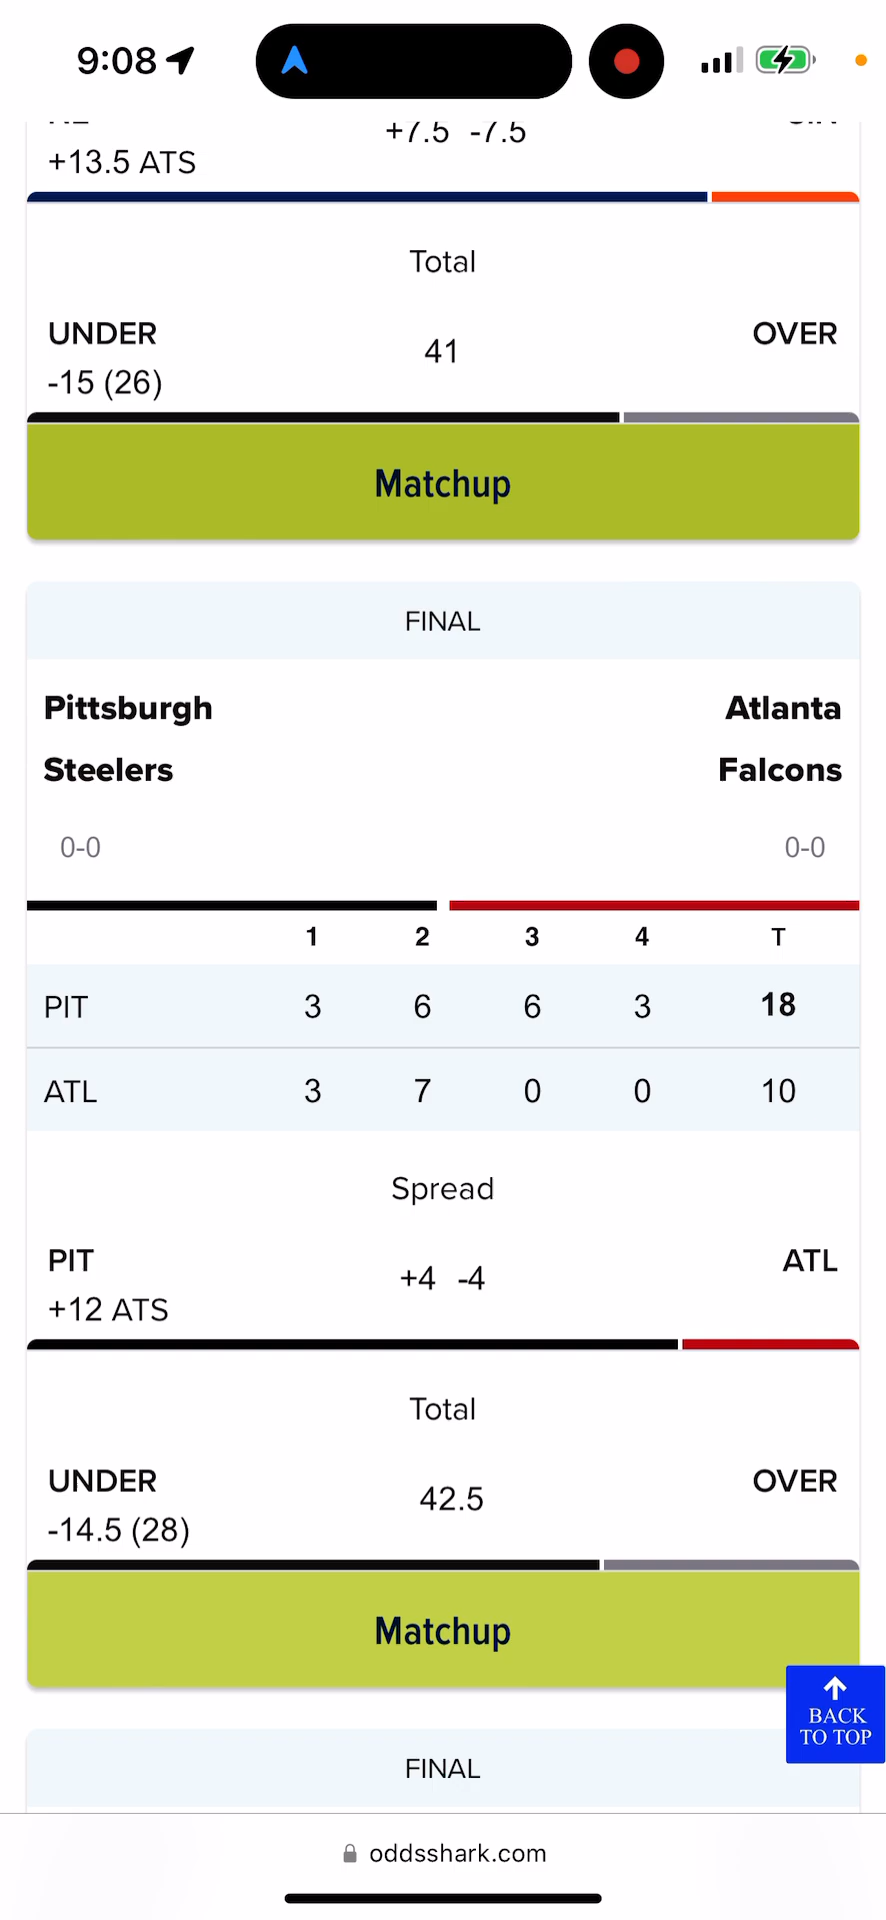 9:08
+7.5 -7.5
+13.5 ATS
Total
UNDER
41
OVER
-15 (26)
Matchup
FINAL
Pittsburgh
Steelers
Atlanta
Falcons
0-0
0-0
1 2 3 4 T
PIT 3 6 6 3 18
ATL 3 7 0 0 10
Spread
PIT
+4 -4
ATL
+12 ATS
Total
UNDER
42.5
OVER
-14.5 (28)
Matchup
BACK
TO TOP
FINAL
oddsshark.com